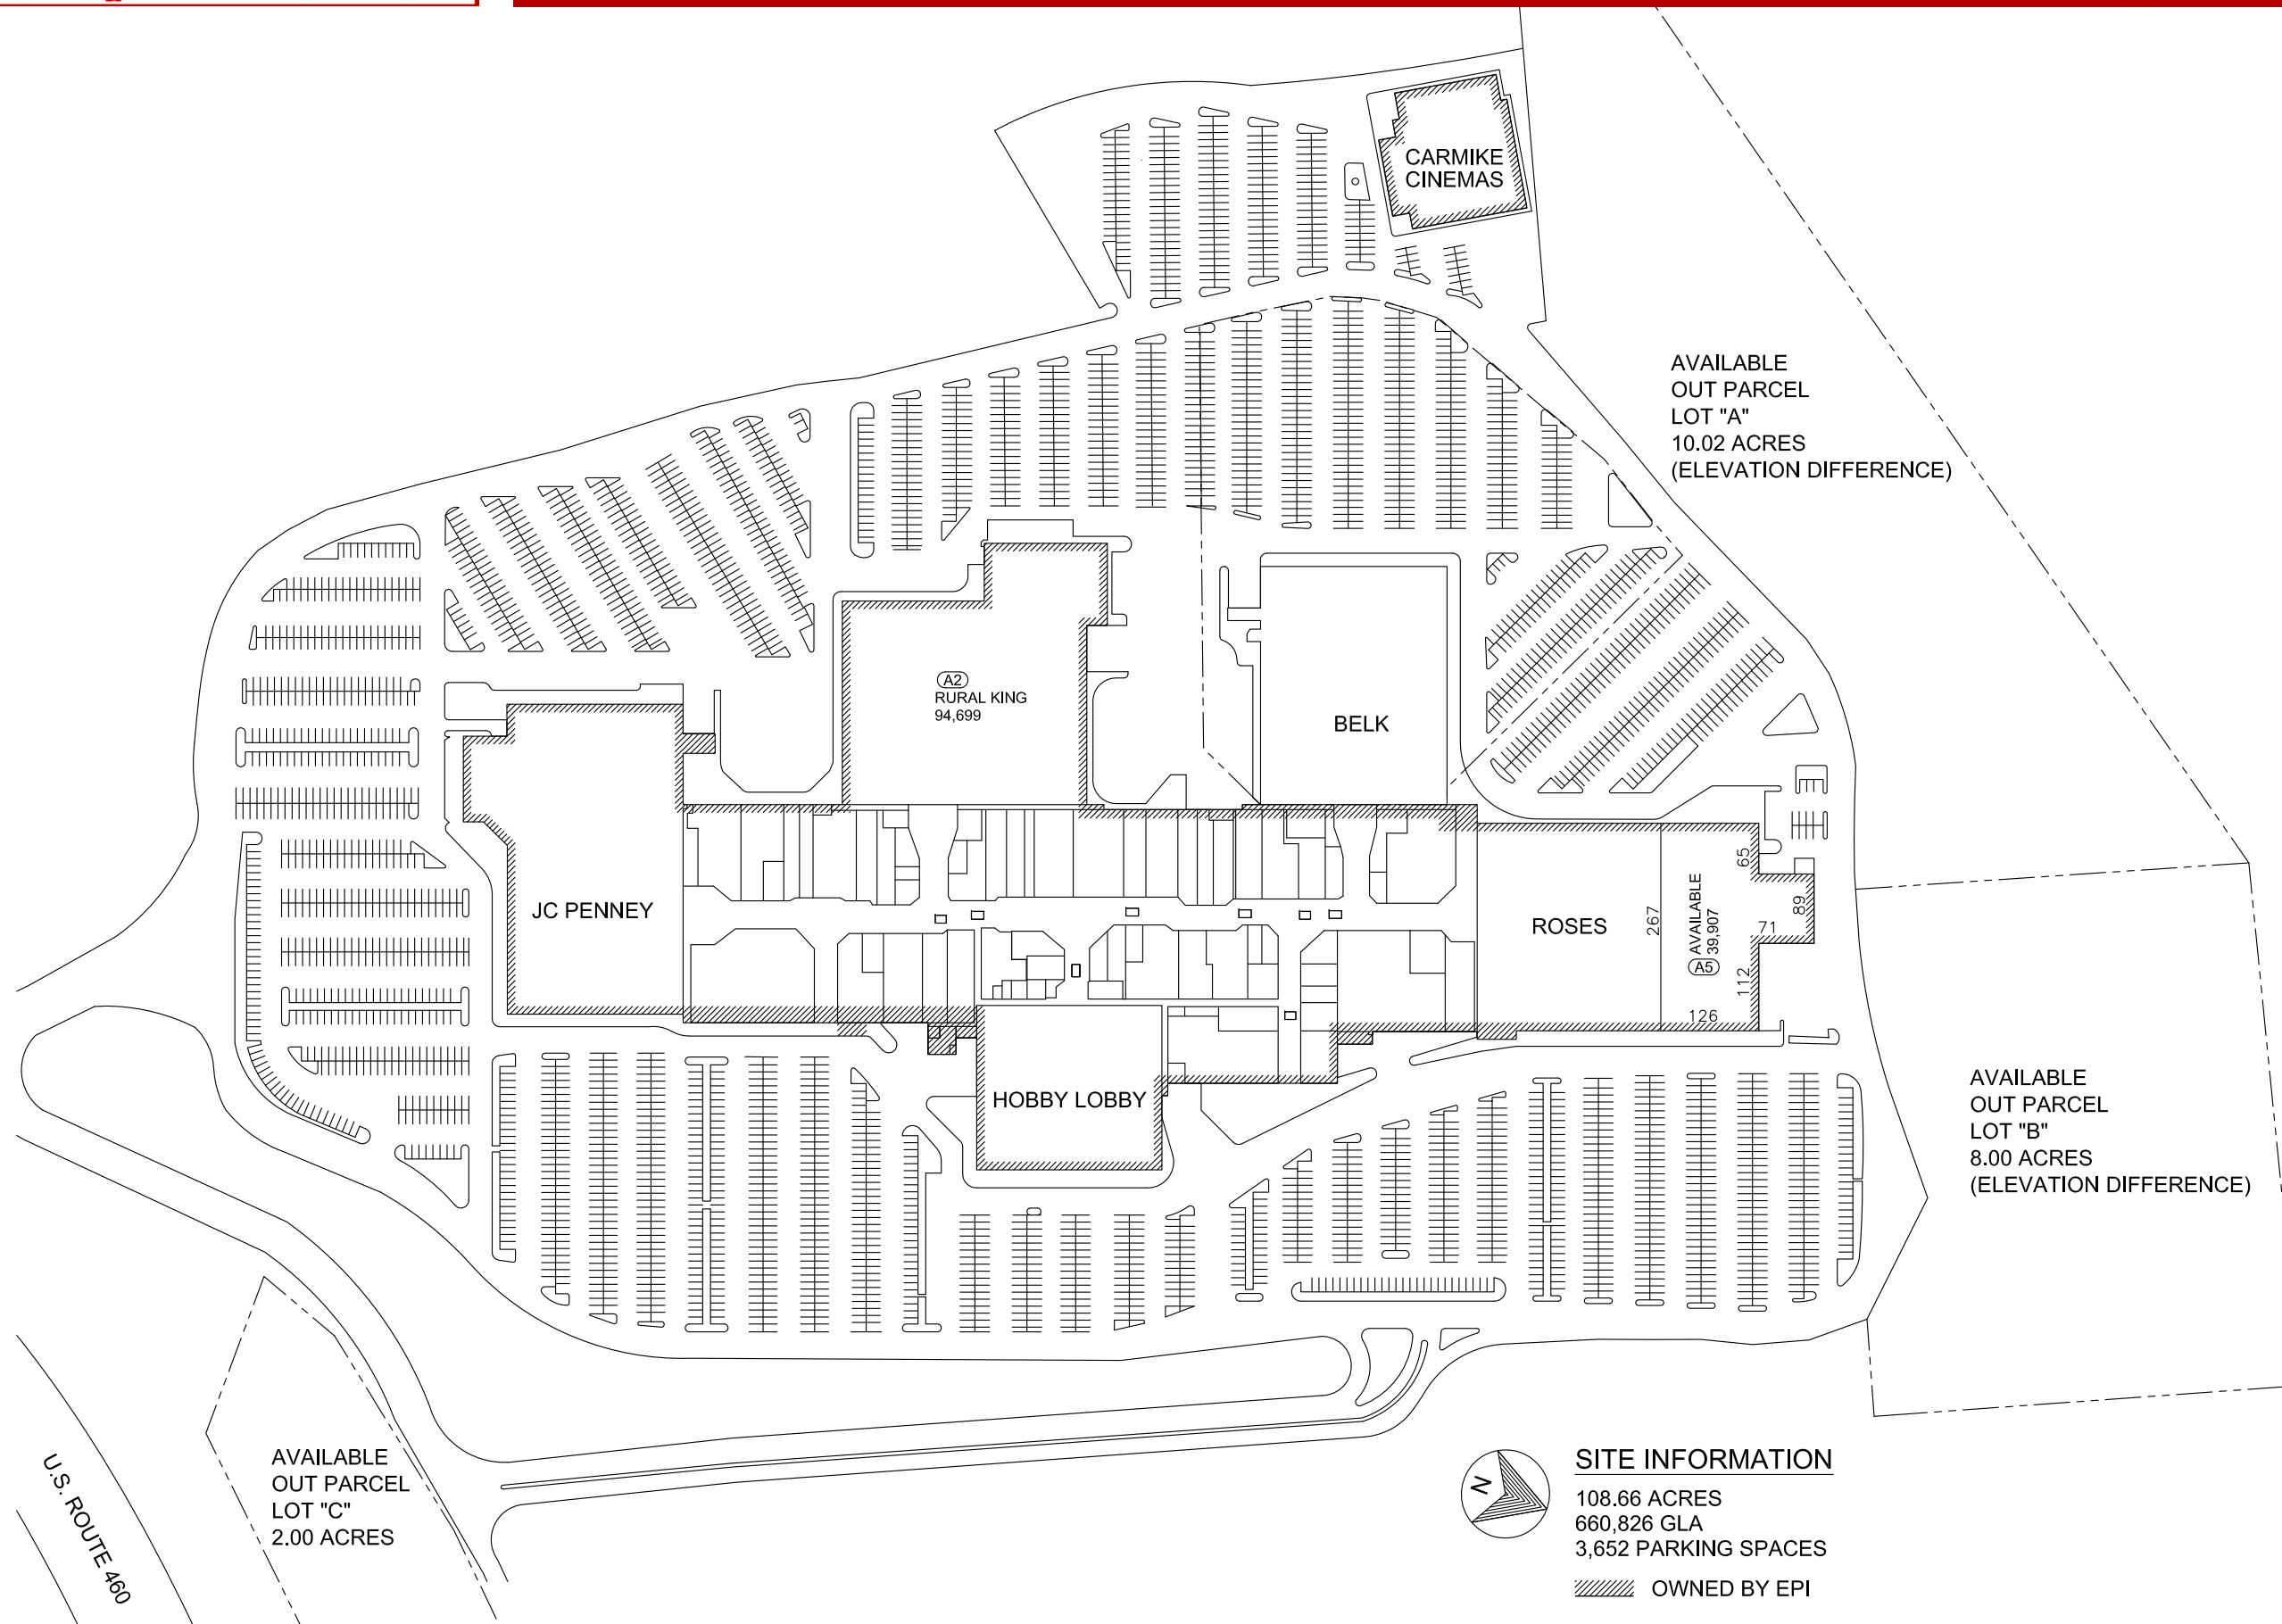 CARMIKE
CINEMAS
AVAILABLE
OUT PARCEL
LOT "A"
10.02 ACRES
(ELEVATION DIFFERENCE)
A2
RURAL KING
94,699
BELK
JC PENNEY
ROSES
267
AVAILABLE
39,907
A5
65
89
71
112
126
HOBBY LOBBY
AVAILABLE
OUT PARCEL
LOT "B"
8.00 ACRES
(ELEVATION DIFFERENCE)
AVAILABLE
OUT PARCEL
LOT "C"
2.00 ACRES
U.S. ROUTE 460
N
SITE INFORMATION
108.66 ACRES
660,826 GLA
3,652 PARKING SPACES
OWNED BY EPI